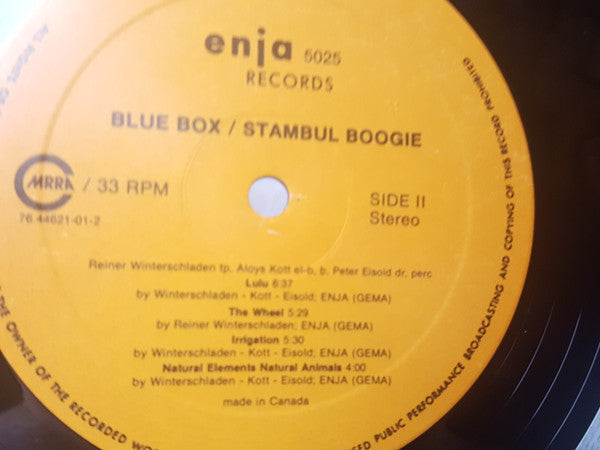 enja 5025
RECORDS
BLUE BOX / STAMBUL BOOGIE
CMRRA / 33 RPM
SIDE II
76 44621-01-2
Stereo
Reiner Winterschladen tp, Aloys Kott el-b, b, Peter Eisold dr, perc
Lulu 6:37
by Winterschladen - Kott - Eisold; ENJA (GEMA)
The Wheel 5:29
by Reiner Winterschladen; ENJA (GEMA)
Irrigation 5:30
by Winterschladen - Kott - Eisold; ENJA (GEMA)
Natural Elements Natural Animals 4:00
by Winterschladen - Kott - Eisold; ENJA (GEMA)
made in Canada
THE OWNER OF THE RECORDED
PUBLIC PERFORMANCE BROADCASTING AND COPYING OF THIS RECORD PROHIBITED